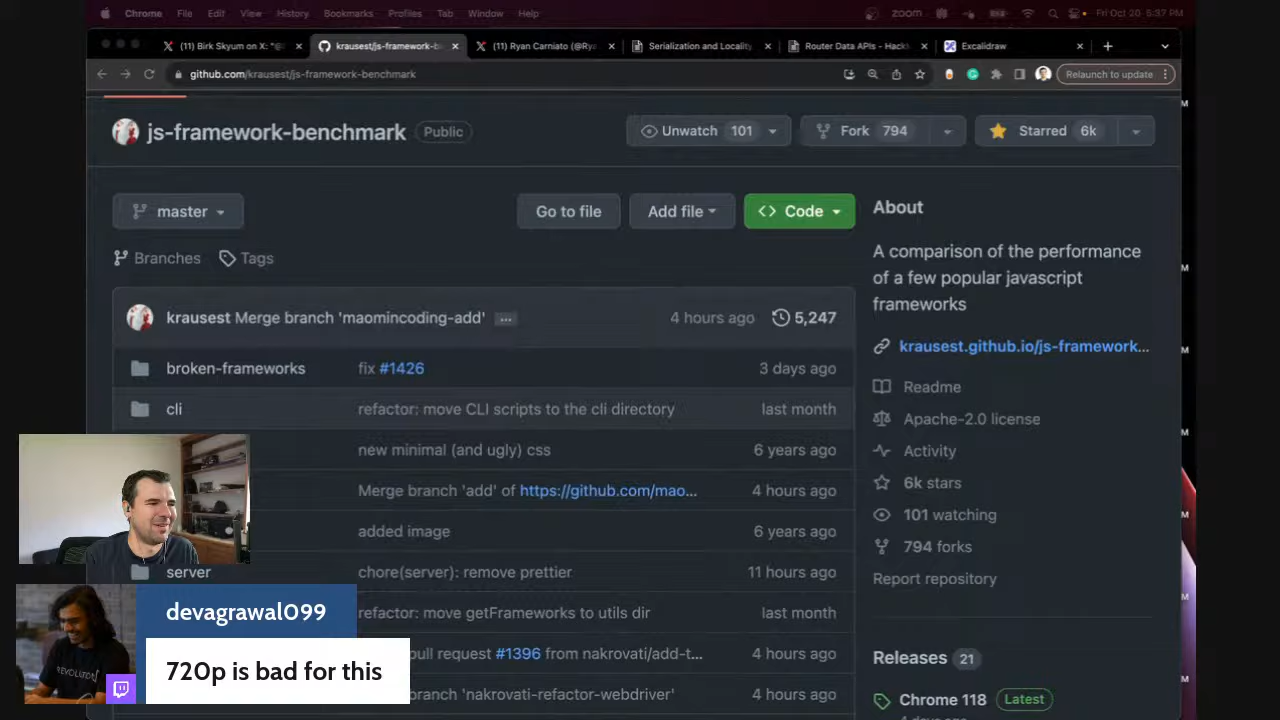 Chrome File Edit View History Bookmarks Profiles Tab Window Help zoom Fri Oct 20 5:37 PM
(11) Birk Skyum on X: "@ krausest/js-framework-b (11) Ryan Carniato (@Ry Serialization and Locality Router Data APIs - Hack Excalidraw
github.com/krausest/js-framework-benchmark Relaunch to update
js-framework-benchmark Public Unwatch 101 Fork 794 Starred 6k
master Go to file Add file Code
Branches Tags
krausest Merge branch 'maomincoding-add' ... 4 hours ago 5,247
broken-frameworks fix #1426 3 days ago
cli refactor: move CLI scripts to the cli directory last month
new minimal (and ugly) css 6 years ago
Merge branch 'add' of https://github.com/mao... 4 hours ago
added image 6 years ago
server chore(server): remove prettier 11 hours ago
refactor: move getFrameworks to utils dir last month
pull request #1396 from nakrovati/add-t... 4 hours ago
branch 'nakrovati-refactor-webdriver' 4 hours ago
About
A comparison of the performance
of a few popular javascript
frameworks
krausest.github.io/js-framework...
Readme
Apache-2.0 license
Activity
6k stars
101 watching
794 forks
Report repository
Releases 21
Chrome 118 Latest
devagrawal099
720p is bad for this